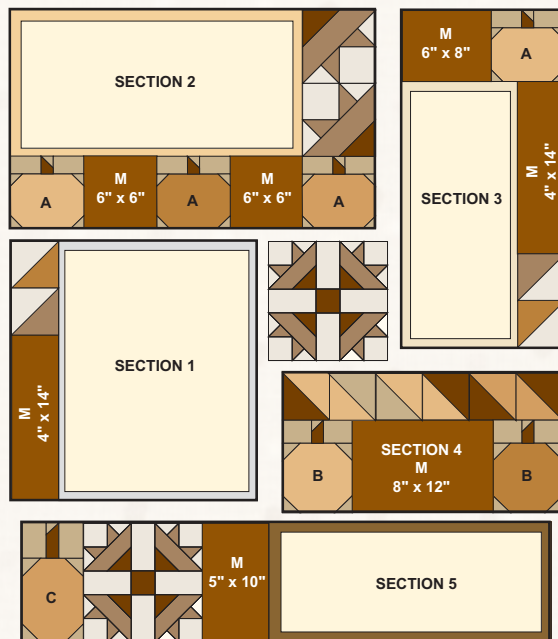 SECTION 2
A
M
6" x 6"
A
M
6" x 6"
A
M
6" x 8"
A
SECTION 3
M
4" x 14"
SECTION 1
M
4" x 14"
SECTION 4
M
8" x 12"
B
B
C
M
5" x 10"
SECTION 5